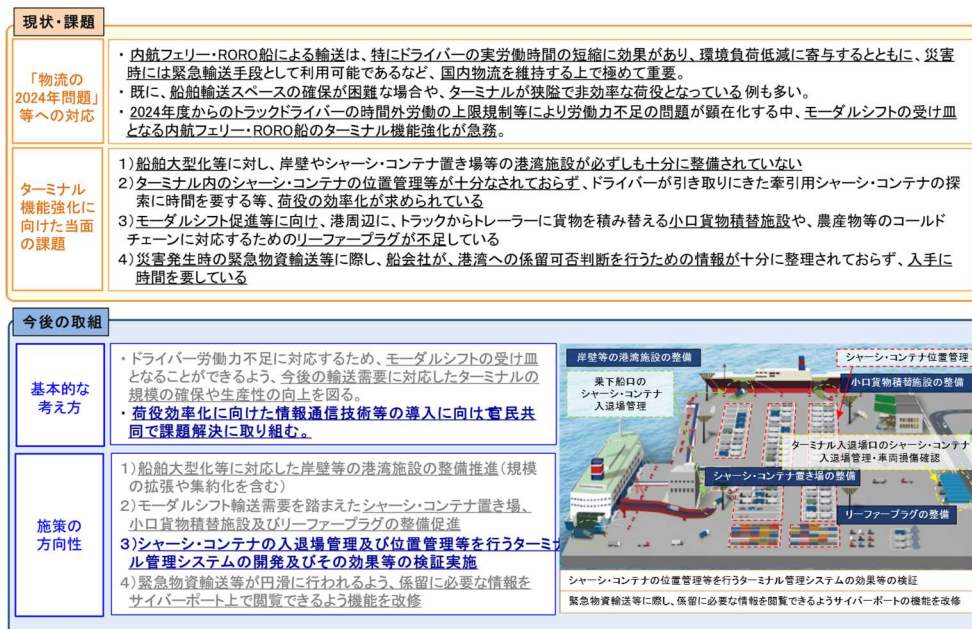 現状・課題
「物流の
2024年問題」
等への対応
・内航フェリー・RORO船による輸送は、特にドライバーの実労働時間の短縮に効果があり、環境負荷低減に寄与するとともに、災害
時には緊急輸送手段として利用可能であるなど、国内物流を維持する上で極めて重要。
・既に、船舶輸送スペースの確保が困難な場合や、ターミナルが狭隘で非効率な荷役となっている例も多い。
・2024年度からのトラックドライバーの時間外労働の上限規制等により労働力不足の問題が顕在化する中、モーダルシフトの受け皿
となる内航フェリー・RORO船のターミナル機能強化が急務。
ターミナル
機能強化に
向けた当面
の課題
1)船舶大型化等に対し、岸壁やシャーシ・コンテナ置き場等の港湾施設が必ずしも十分に整備されていない
2)ターミナル内のシャーシ・コンテナの位置管理等が十分なされておらず、ドライバーが引き取りにきた牽引用シャーシ・コンテナの探
索に時間を要する等、荷役の効率化が求められている
3)モーダルシフト促進等に向け、港周辺に、トラックからトレーラーに貨物を積み替える小口貨物積替施設や、農産物等のコールド
チェーンに対応するためのリーファープラグが不足している
4)災害発生時の緊急物資輸送等に際し、船会社が、港湾への係留可否判断を行うための情報が十分に整理されておらず、入手に
時間を要している
今後の取組
基本的な
考え方
・ドライバー労働力不足に対応するため、モーダルシフトの受け皿
となることができるよう、今後の輸送需要に対応したターミナルの
規模の確保や生産性の向上を図る。
・荷役効率化に向けた情報通信技術等の導入に向けて官民共
同で課題解決に取り組む。
施策の
方向性
1)船舶大型化等に対応した岸壁等の港湾施設の整備推進(規模
の拡張や集約化を含む)
2)モーダルシフト輸送需要を踏まえたシャーシ・コンテナ置き場、
小口貨物積替施設及びリーファープラグの整備促進
3)シャーシ・コンテナの入退場管理及び位置管理等を行うターミナ
ル管理システムの開発及びその効果等の検証実施
4)緊急物資輸送等が円滑に行われるよう、係留に必要な情報を
サイバーポート上で閲覧できるよう機能を改修
岸壁等の港湾施設の整備
シャーシ・コンテナ位置管理
乗下船口の
シャーシ・コンテナ
入退場管理
小口貨物積替施設の整備
ターミナル入退場口のシャーシ・コンテナ
入退場管理・車両損傷確認
シャーシ・コンテナ置き場の整備
リーファープラグの整備
シャーシ・コンテナの位置管理等を行うターミナル管理システムの効果等の検証
緊急物資輸送等に際し、係留に必要な情報を閲覧できるようサイバーポートの機能を改修